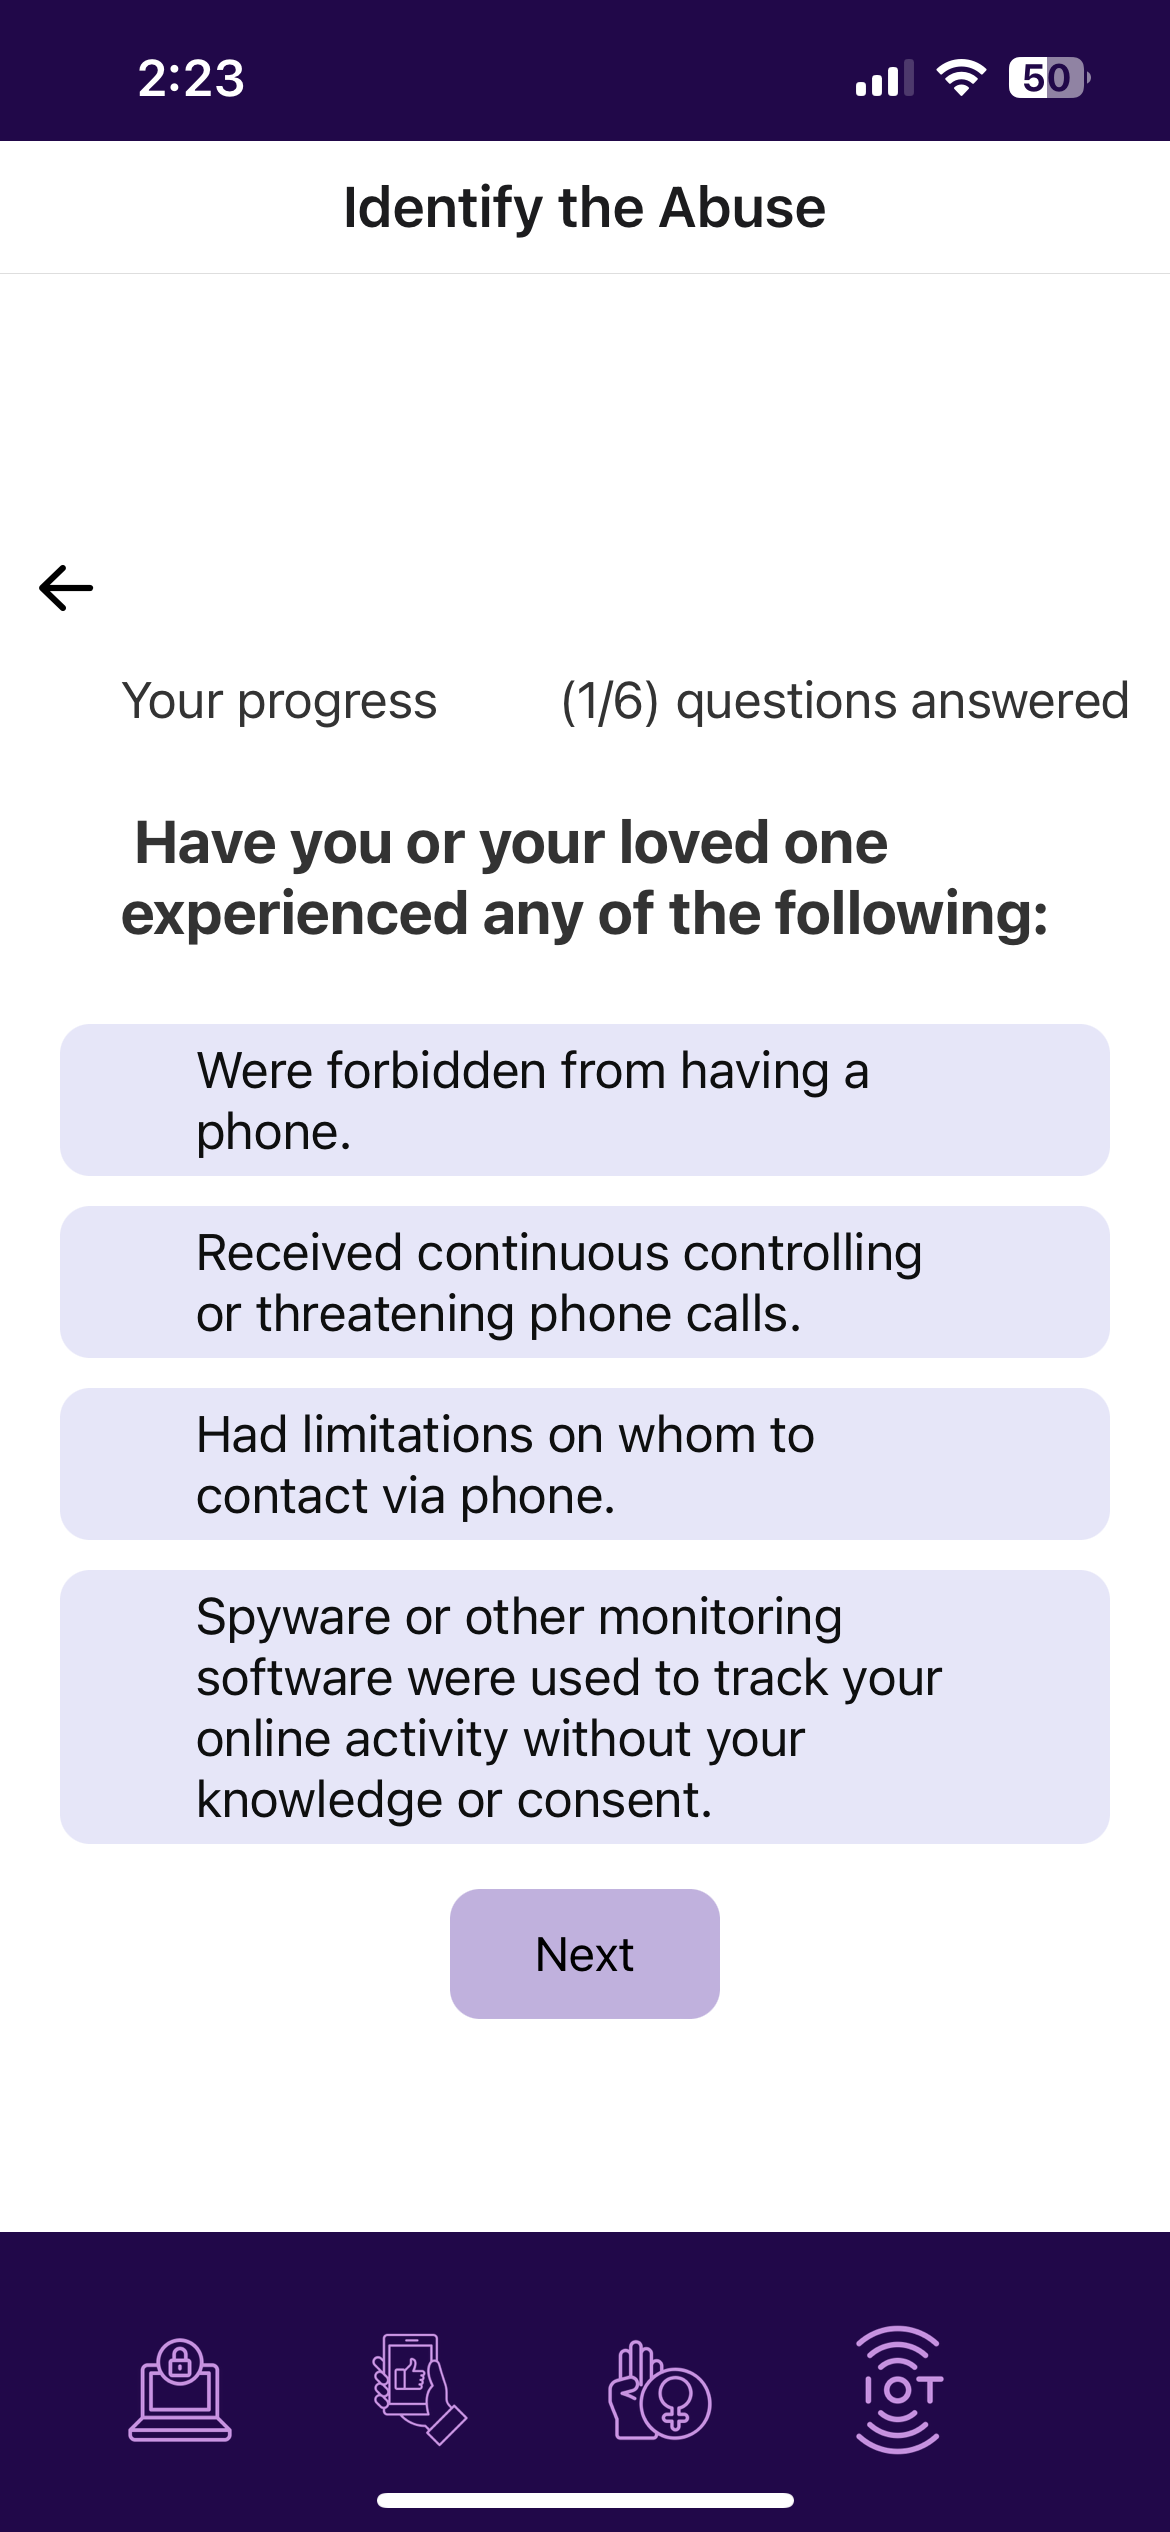 2:23
50
Identify the Abuse
Your progress (1/6) questions answered
Have you or your loved one
experienced any of the following:
Were forbidden from having a
phone.
Received continuous controlling
or threatening phone calls.
Had limitations on whom to
contact via phone.
Spyware or other monitoring
software were used to track your
online activity without your
knowledge or consent.
Next
IOT